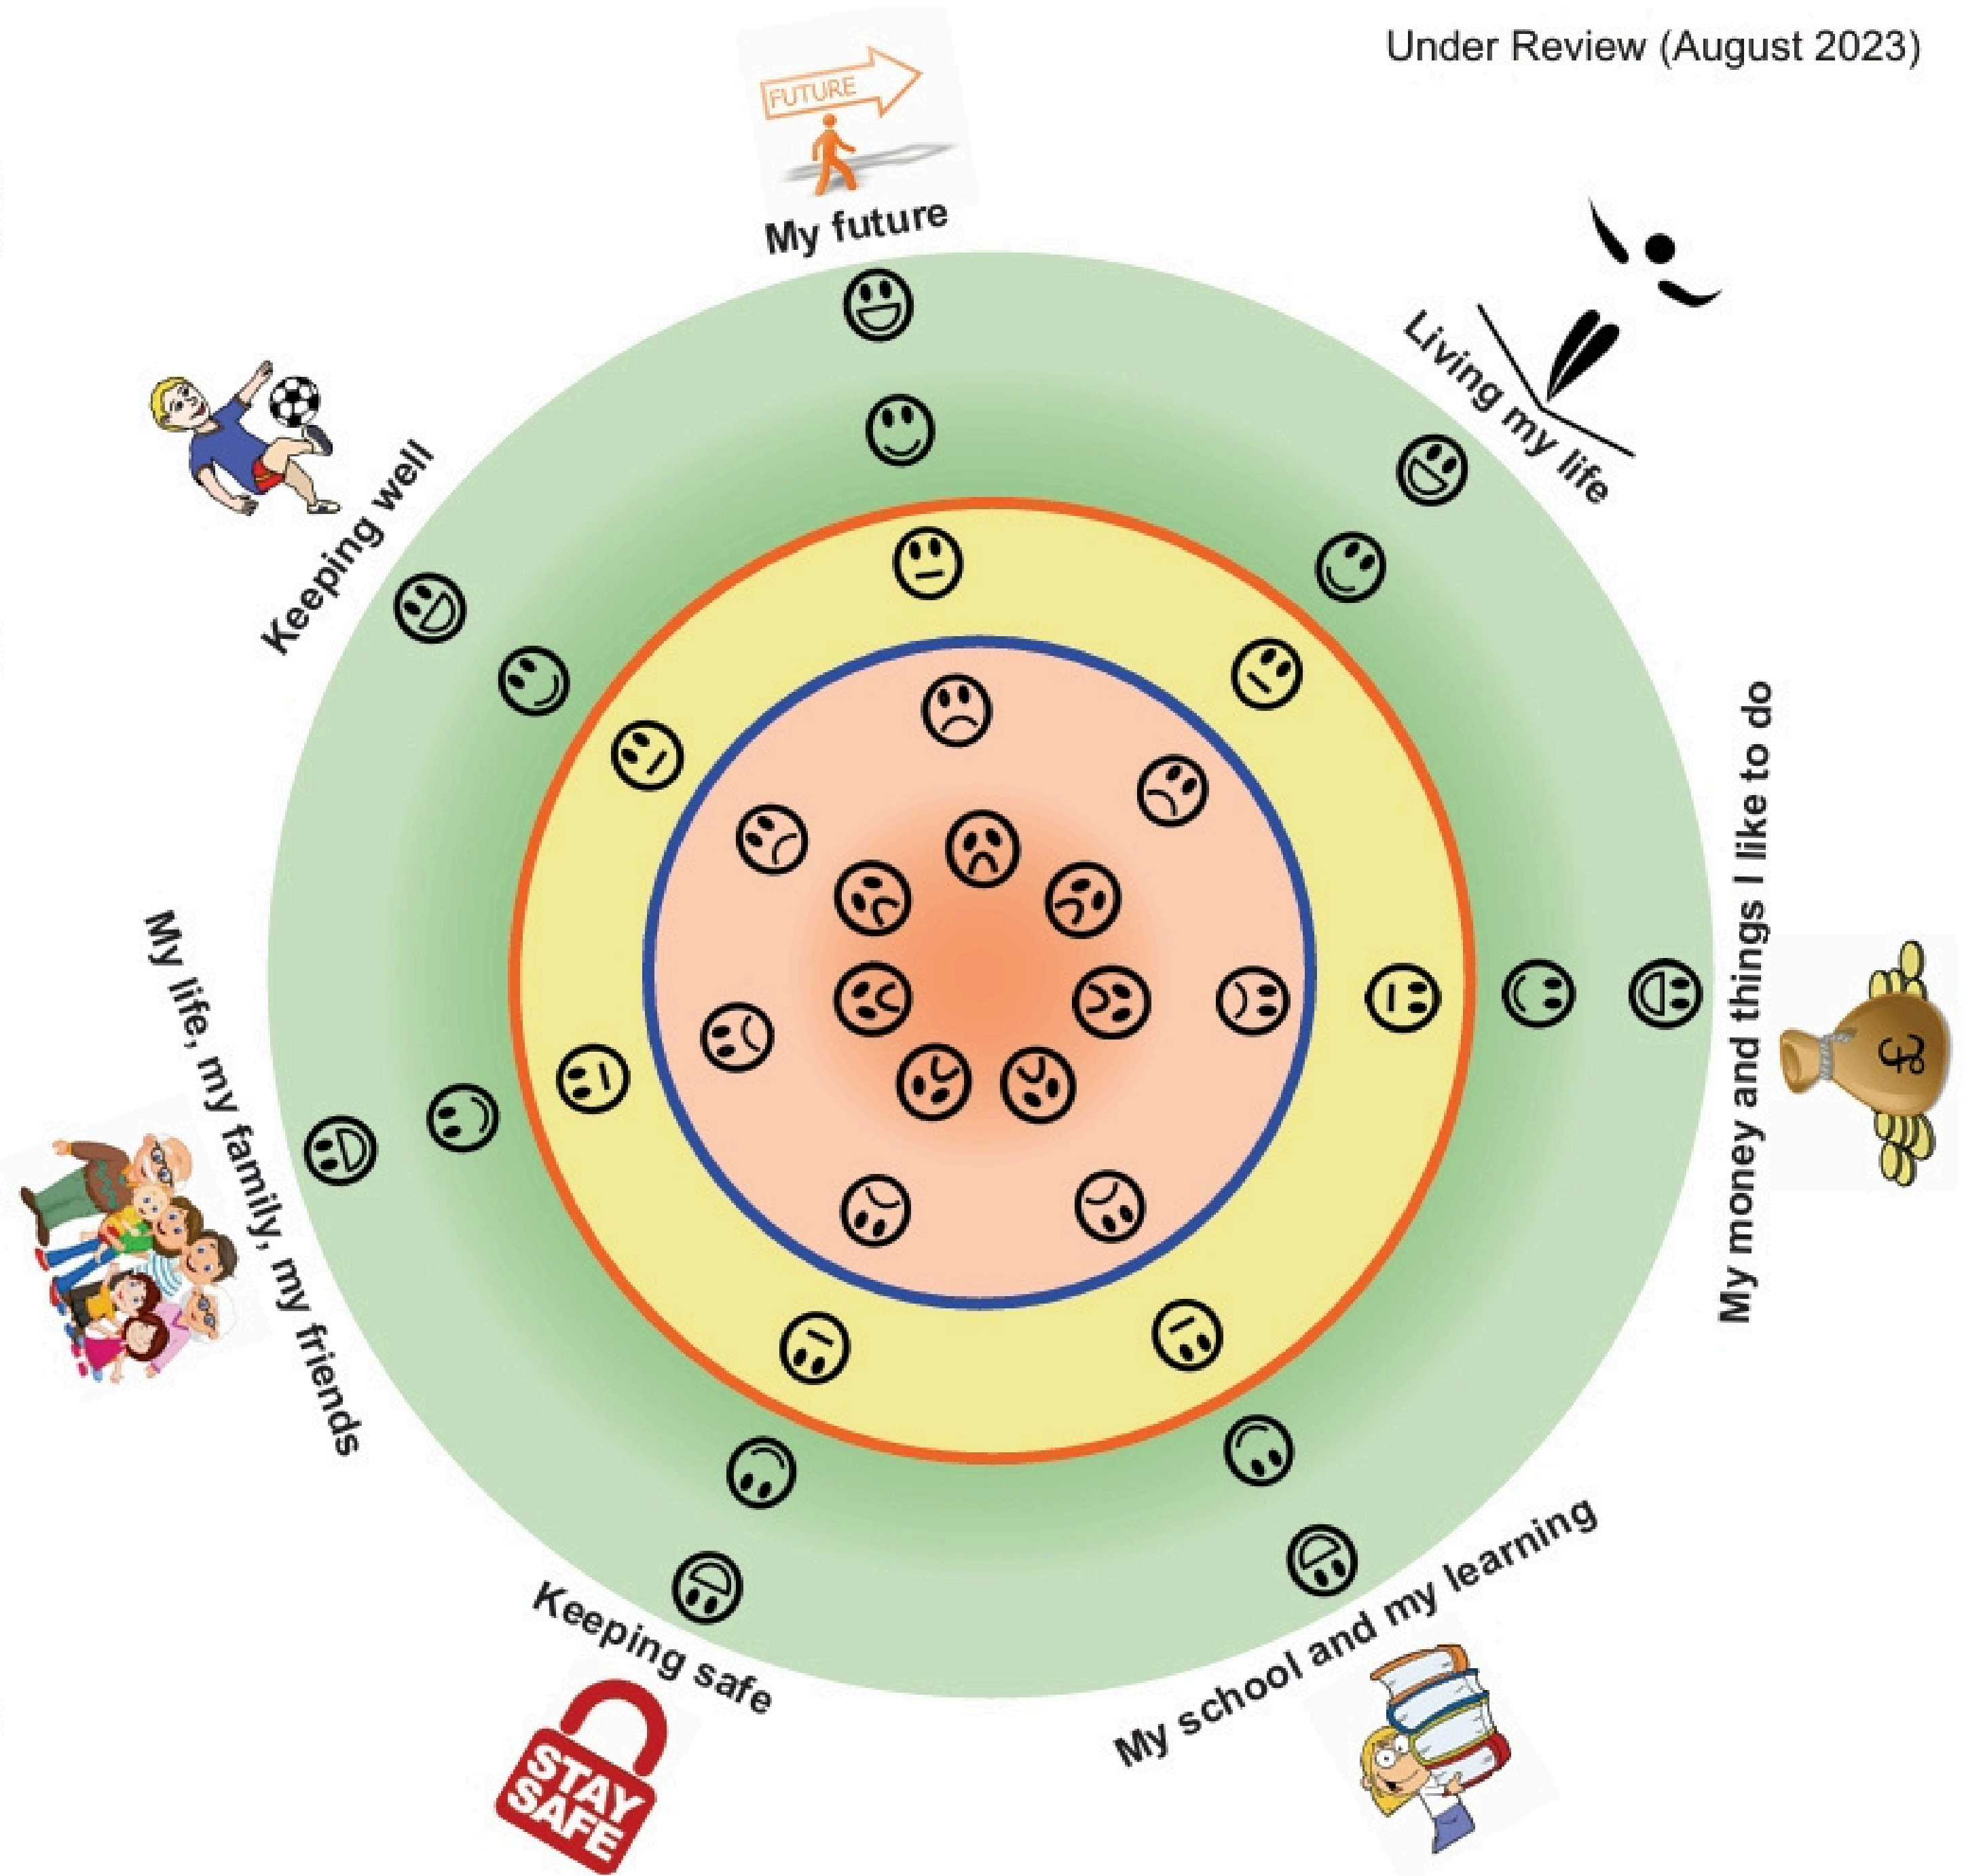 Under Review (August 2023)
FUTURE
My future
Living my life
My money and things I like to do
£
My school and my learning
Keeping safe
STAY
SAFE
My life, my family, my friends
Keeping well